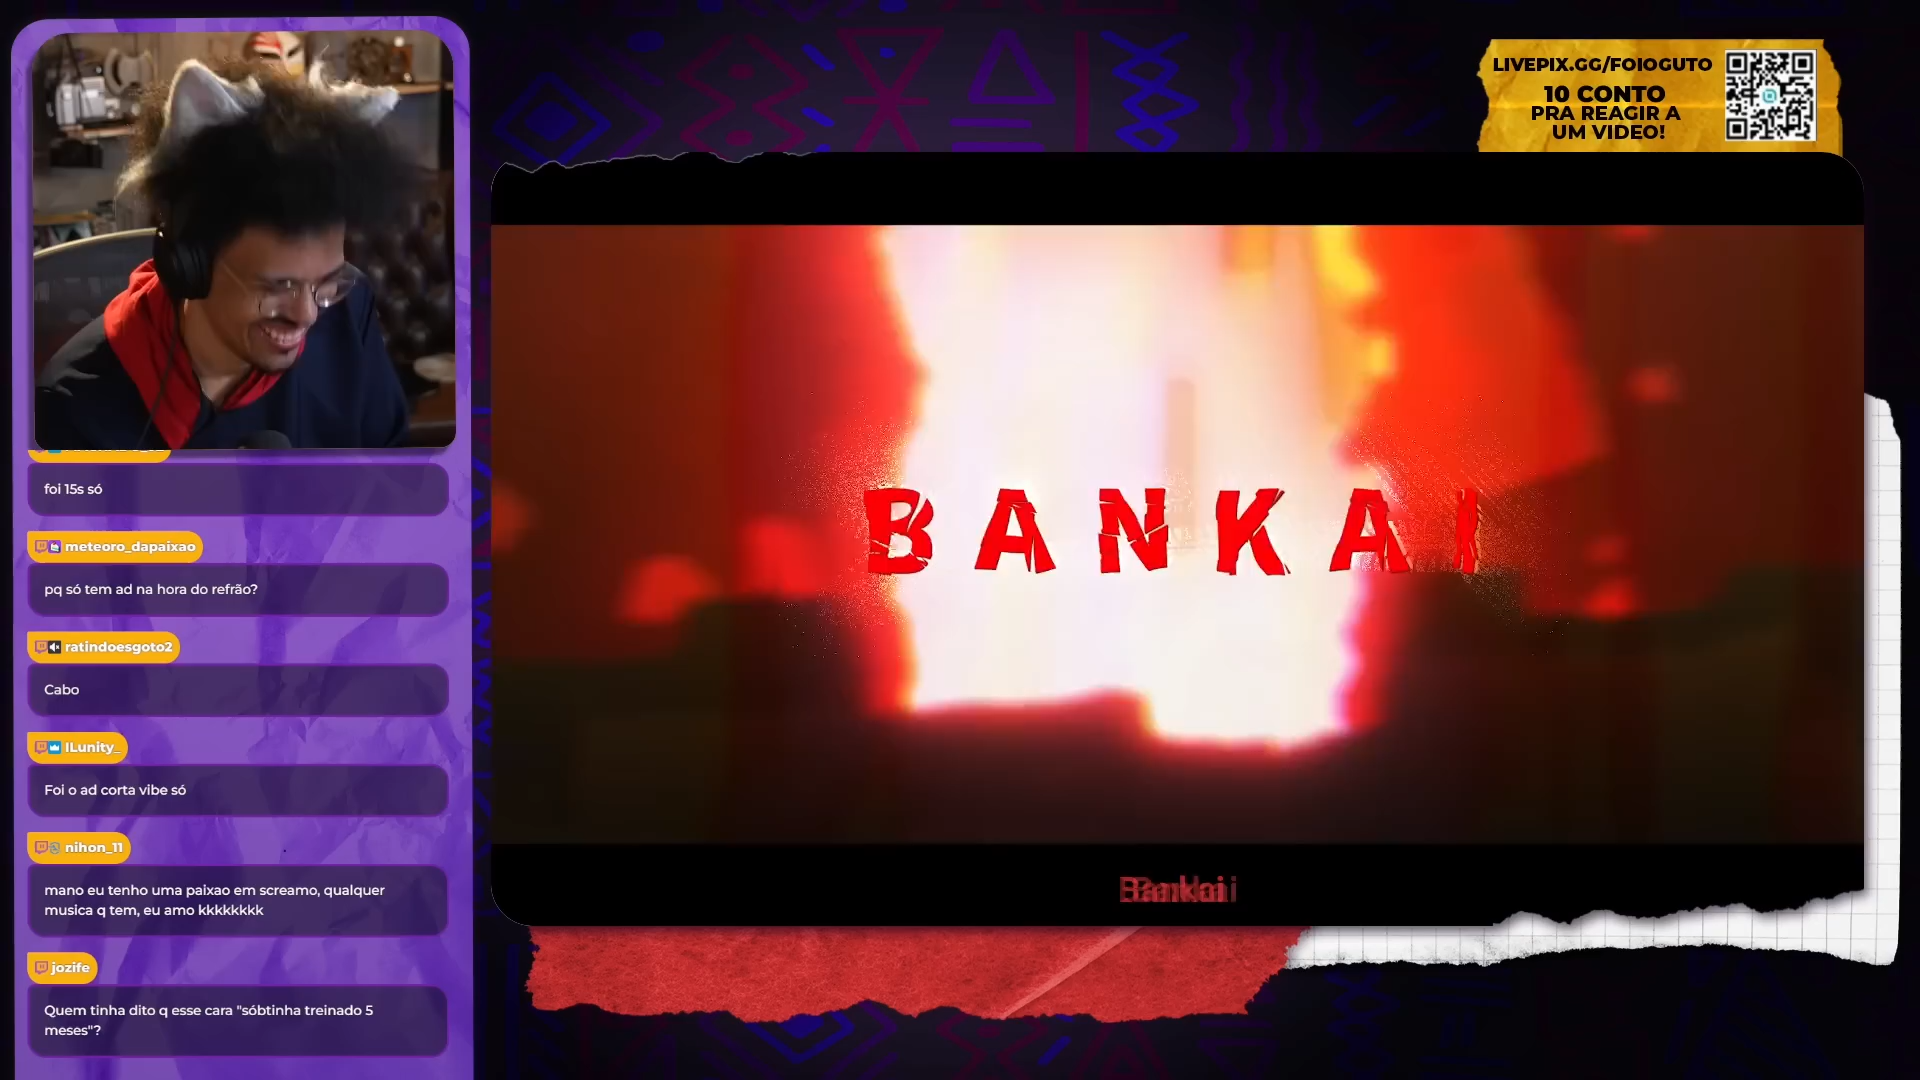 foi 15s só
meteoro_dapaixao
pq só tem ad na hora do refrão?
ratindoesgoto2
Cabo
ILunity_
Foi o ad corta vibe só
nihon_11
mano eu tenho uma paixao em screamo, qualquer
musica q tem, eu amo kkkkkkkk
jozife
Quem tinha dito q esse cara "sóbtinha treinado 5
meses"?
LIVEPIX.GG/FOIOGUTO
10 CONTO
PRA REAGIR A
UM VIDEO!
BANKAI
Bankai